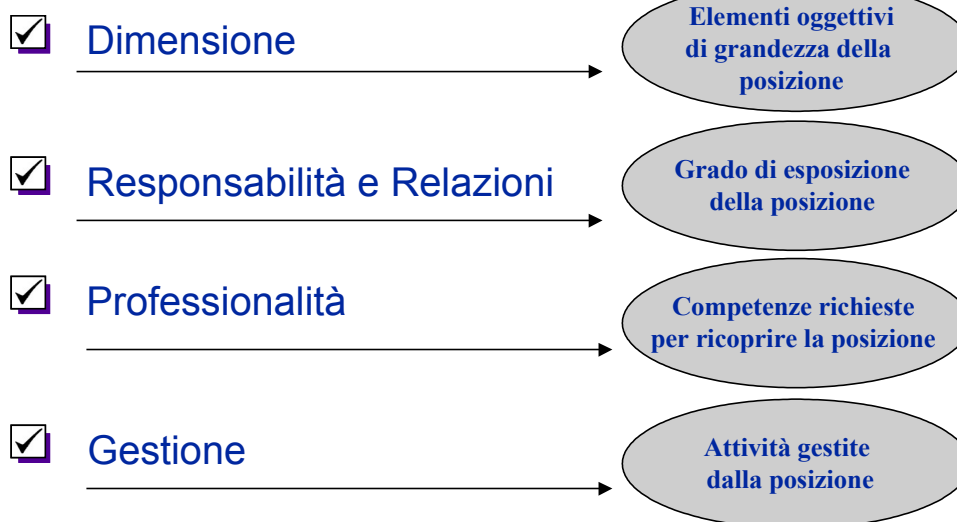 Dimensione
Elementi oggettivi
di grandezza della
posizione
Responsabilità e Relazioni
Grado di esposizione
della posizione
Professionalità
Competenze richieste
per ricoprire la posizione
Gestione
Attività gestite
dalla posizione